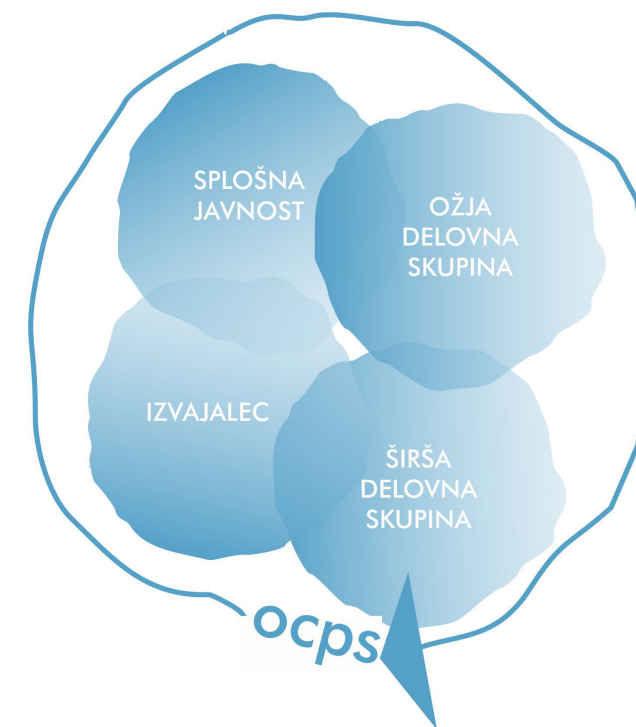 SPLOŠNA
JAVNOST
OŽJA
DELOVNA
SKUPINA
IZVAJALEC
ŠIRŠA
DELOVNA
SKUPINA
ocps